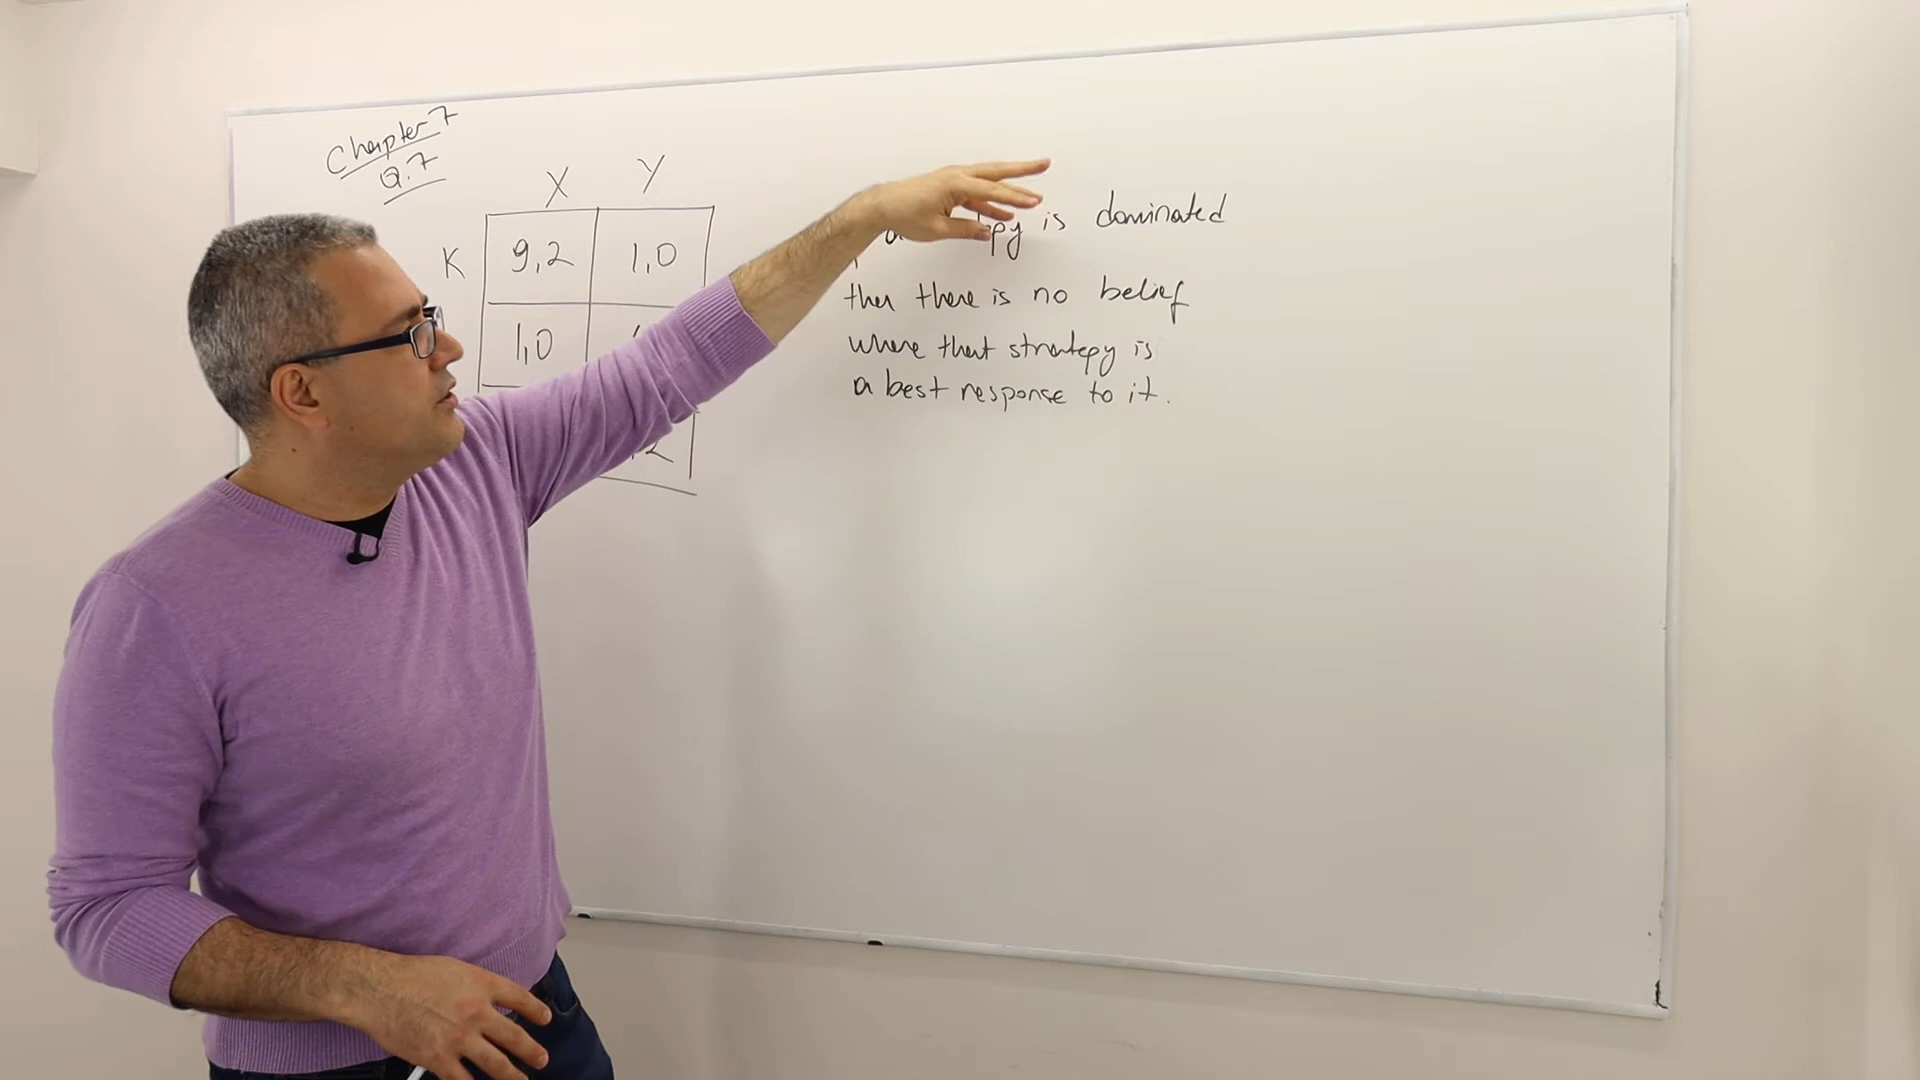 Chapter 7
Q.7
X Y
K 9,2 1,0
1,0
is dominated
then there is no belief
where that strategy is
a best response to it.